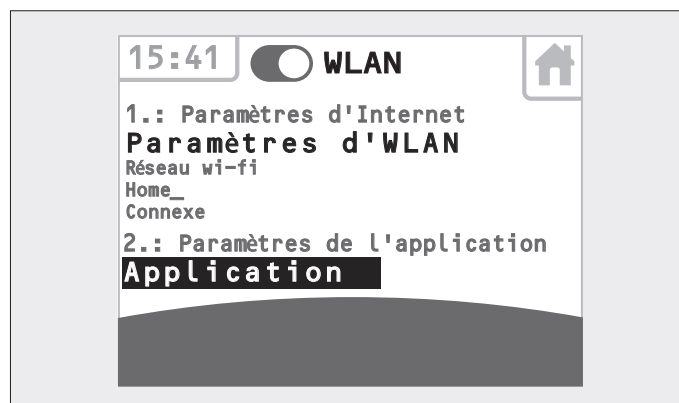 15:41 WLAN
1.: Paramètres d'Internet
Paramètres d'WLAN
Réseau wi-fi
Home_
Connexe
2.: Paramètres de l'application
Application